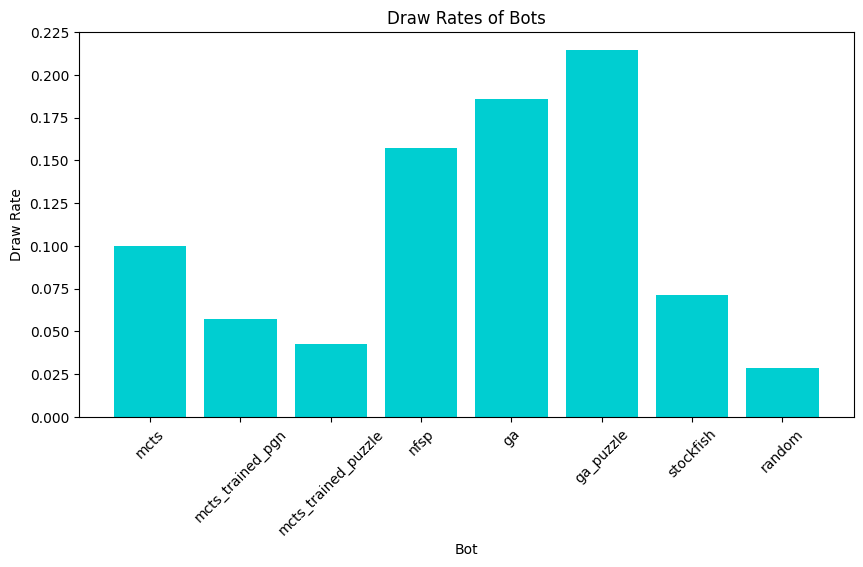 Draw Rates of Bots
Draw Rate
0.225
0.200
0.175
0.150
0.125
0.100
0.075
0.050
0.025
0.000
mcts
mcts_trained_pgn
mcts_trained_puzzle
nfsp
ga
ga_puzzle
stockfish
random
Bot